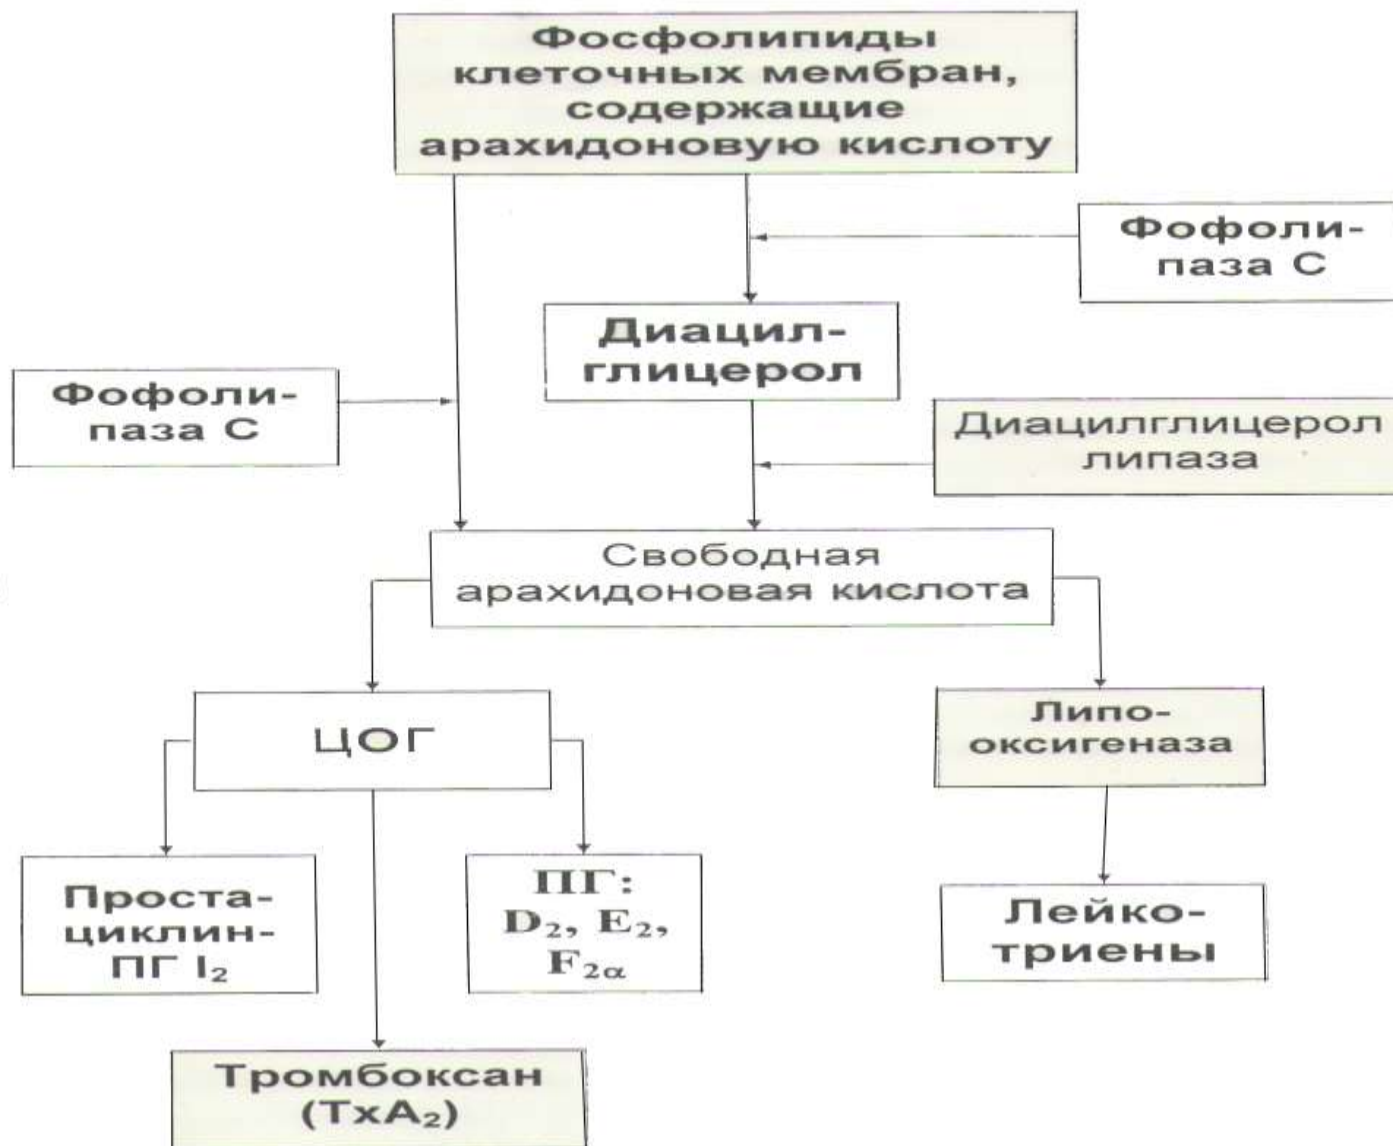 Фосфолипиды
клеточных мембран,
содержащие
арахидоновую кислоту
Фофоли-
паза С
Диацил-
глицерол
Фофоли-
паза С
Диацилглицерол
липаза
Свободная
арахидоновая кислота
ЦОГ
Липо-
оксигеназа
Проста-
циклин-
ПГ I₂
ПГ:
D₂, E₂,
F₂α
Лейко-
триены
Тромбоксан
(TxA₂)